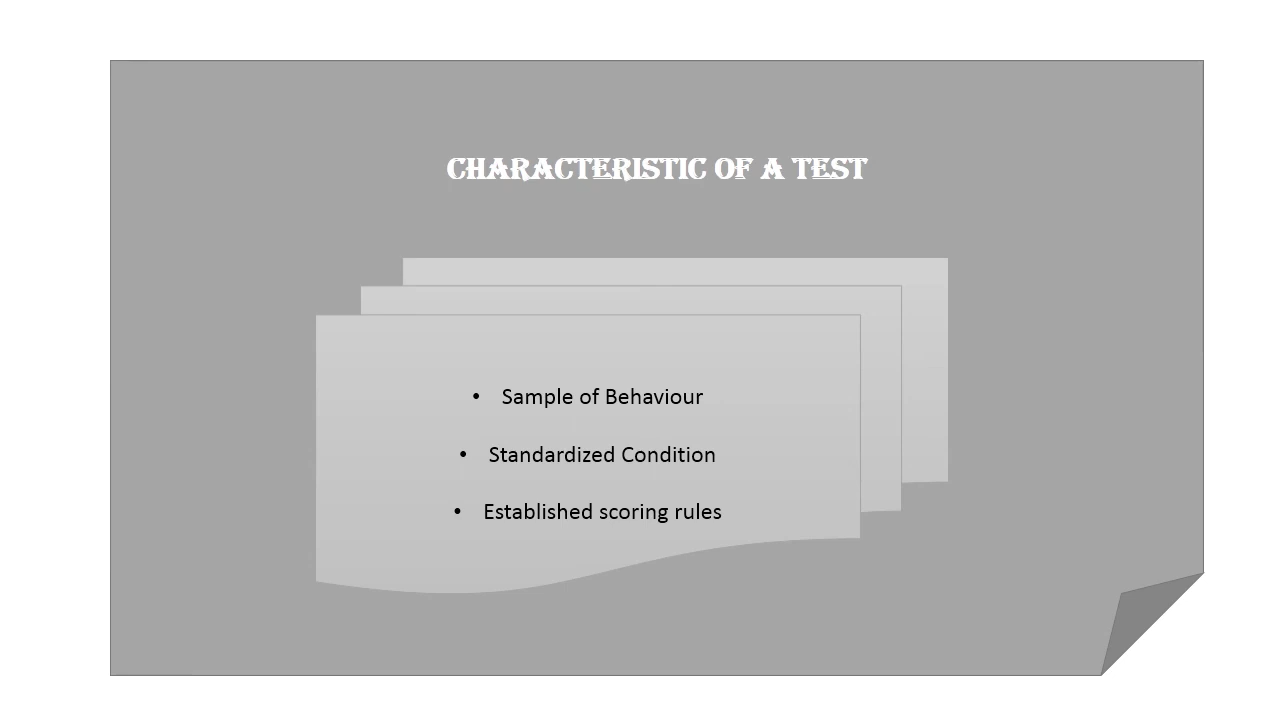 CHARACTERISTIC OF A TEST
• Sample of Behaviour
• Standardized Condition
• Established scoring rules